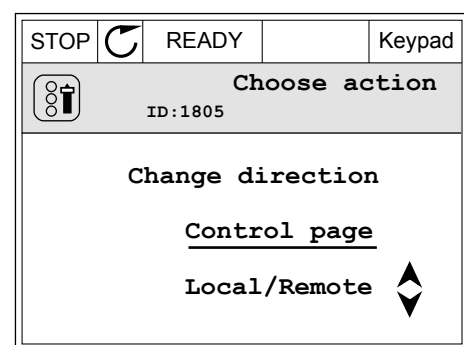 STOP READY Keypad
Choose action
ID:1805
Change direction
Control page
Local/Remote